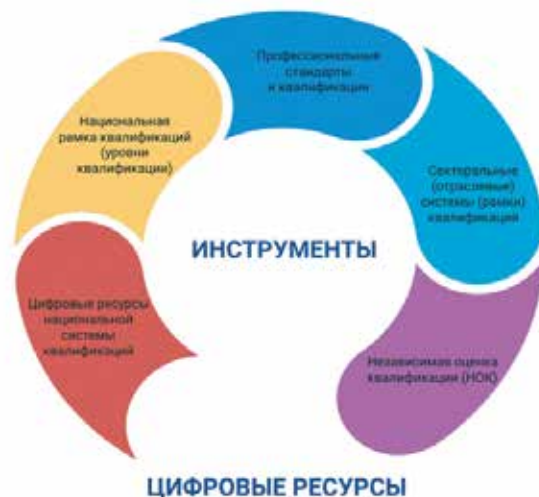 Профессиональные
стандарты
и квалификации
Национальная
рамка квалификаций
(уровни
квалификации)
Секторальные
(отраслевые)
системы (рамки)
квалификаций
ИНСТРУМЕНТЫ
Цифровые ресурсы
национальной
системы
квалификаций
Независимая оценка
квалификации (НОК)
ЦИФРОВЫЕ РЕСУРСЫ